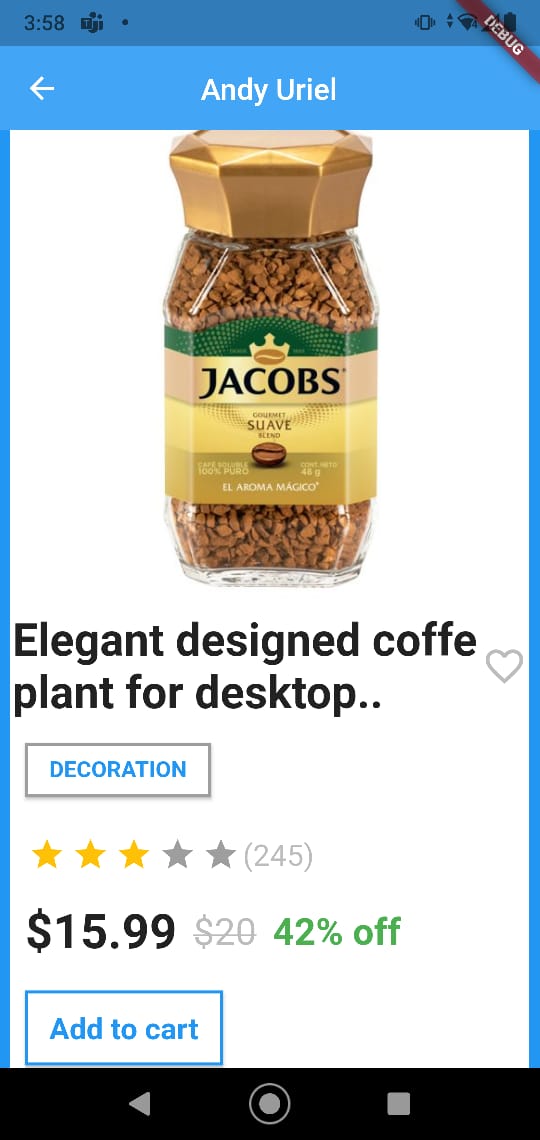 3:58
DEBUG
Andy Uriel
JACOBS
GOURMET
SUAVE
BLEND
CAFÉ SOLUBLE
100% PURO
CONT. NETO
48 g
EL AROMA MÁGICO
Elegant designed coffe
plant for desktop..
DECORATION
(245)
$15.99 $20 42% off
Add to cart